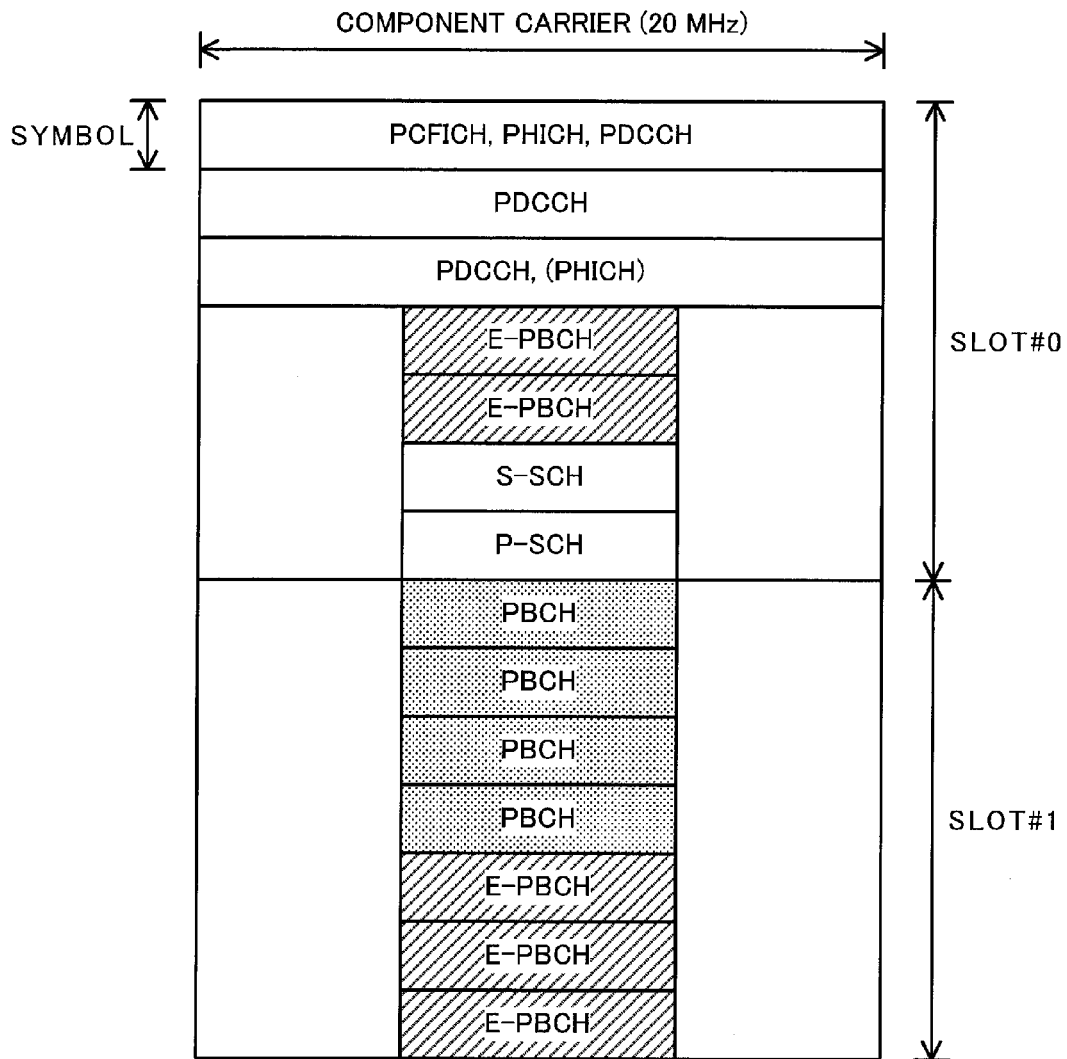 COMPONENT CARRIER (20 MHz)
SYMBOL
PCFICH, PHICH, PDCCH
PDCCH
PDCCH, (PHICH)
E-PBCH
SLOT#0
E-PBCH
S-SCH
P-SCH
PBCH
PBCH
PBCH
PBCH
SLOT#1
E-PBCH
E-PBCH
E-PBCH